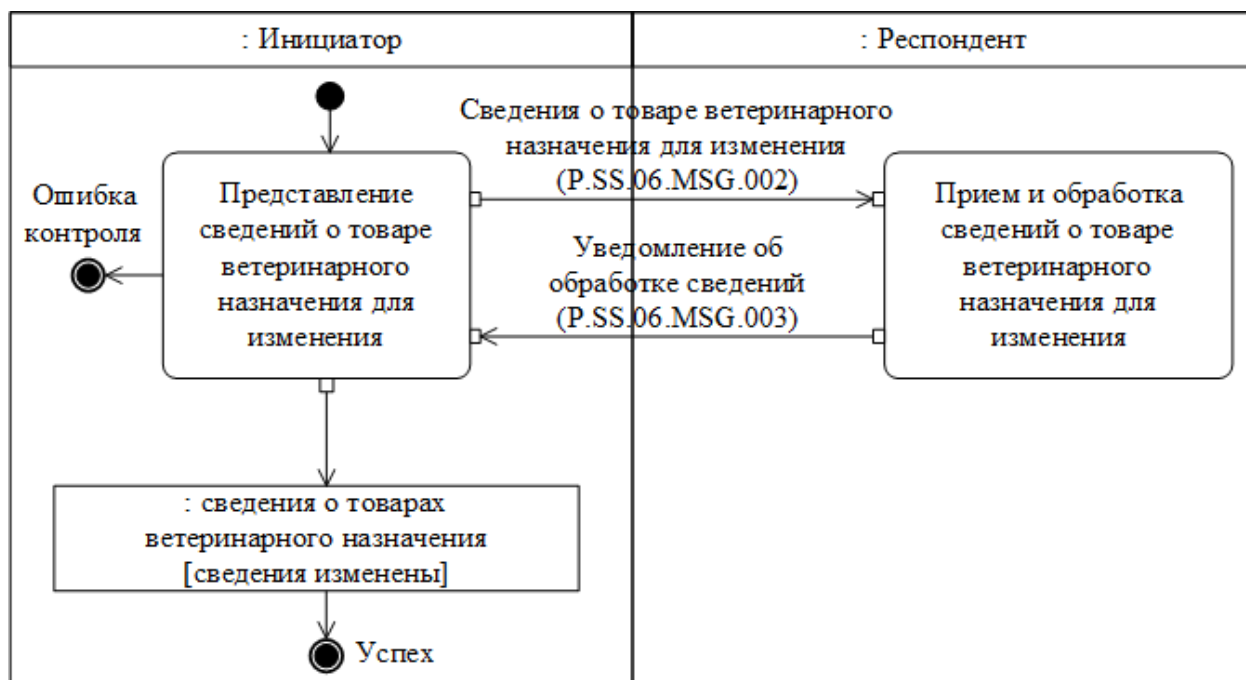 : Инициатор
: Респондент
Сведения о товаре ветеринарного
назначения для изменения
(P.SS.06.MSG.002)
Ошибка
контроля
Представление
сведений о товаре
ветеринарного
назначения для
изменения
Уведомление об
обработке сведений
(P.SS.06.MSG.003)
Прием и обработка
сведений о товаре
ветеринарного
назначения для
изменения
: сведения о товарах
ветеринарного назначения
[сведения изменены]
Успех